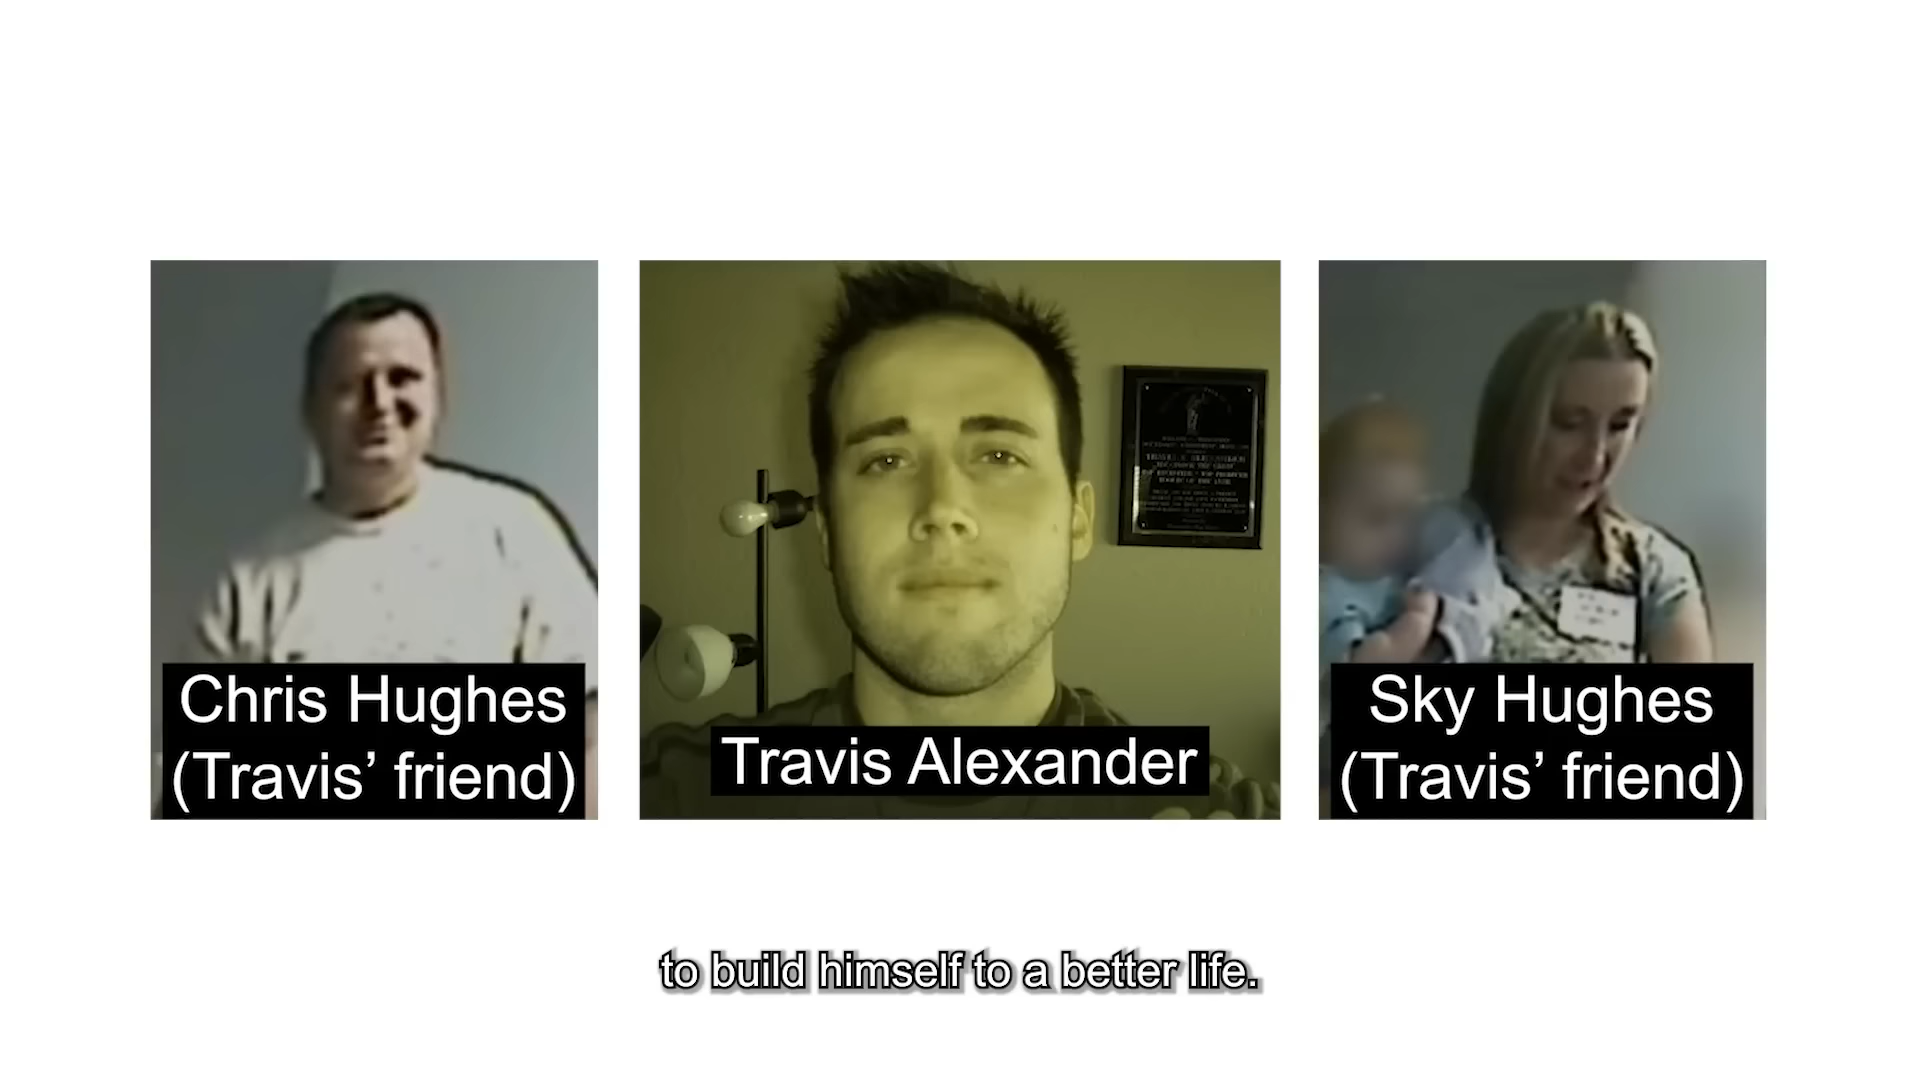 Chris Hughes
(Travis’ friend)
Travis Alexander
Sky Hughes
(Travis’ friend)
to build himself to a better life.